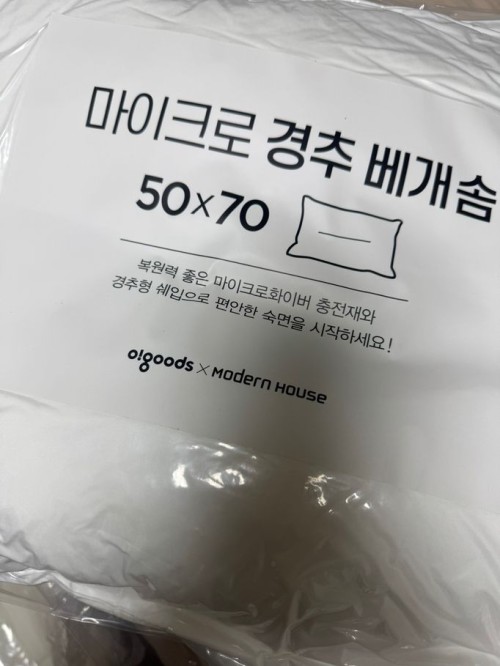 마이크로 경추 베개솜
50x70
복원력 좋은 마이크로화이버 충전재와
경추형 쉐입으로 편안한 숙면을 시작하세요!
o!goods x Modern House